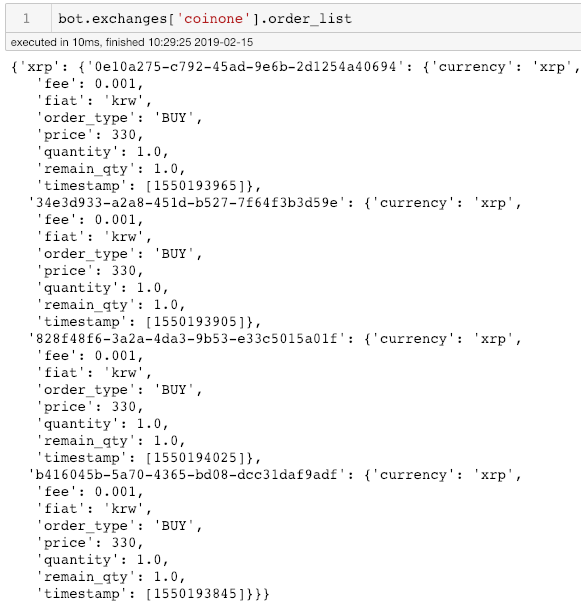 1 bot.exchanges['coinone'].order_list
executed in 10ms, finished 10:29:25 2019-02-15
{'xrp': {'0e10a275-c792-45ad-9e6b-2d1254a40694': {'currency': 'xrp',
'fee': 0.001,
'fiat': 'krw',
'order_type': 'BUY',
'price': 330,
'quantity': 1.0,
'remain_qty': 1.0,
'timestamp': [1550193965]},
'34e3d933-a2a8-451d-b527-7f64f3b3d59e': {'currency': 'xrp',
'fee': 0.001,
'fiat': 'krw',
'order_type': 'BUY',
'price': 330,
'quantity': 1.0,
'remain_qty': 1.0,
'timestamp': [1550193905]},
'828f48f6-3a2a-4da3-9b53-e33c5015a01f': {'currency': 'xrp',
'fee': 0.001,
'fiat': 'krw',
'order_type': 'BUY',
'price': 330,
'quantity': 1.0,
'remain_qty': 1.0,
'timestamp': [1550194025]},
'b416045b-5a70-4365-bd08-dcc31daf9adf': {'currency': 'xrp',
'fee': 0.001,
'fiat': 'krw',
'order_type': 'BUY',
'price': 330,
'quantity': 1.0,
'remain_qty': 1.0,
'timestamp': [1550193845]}}}